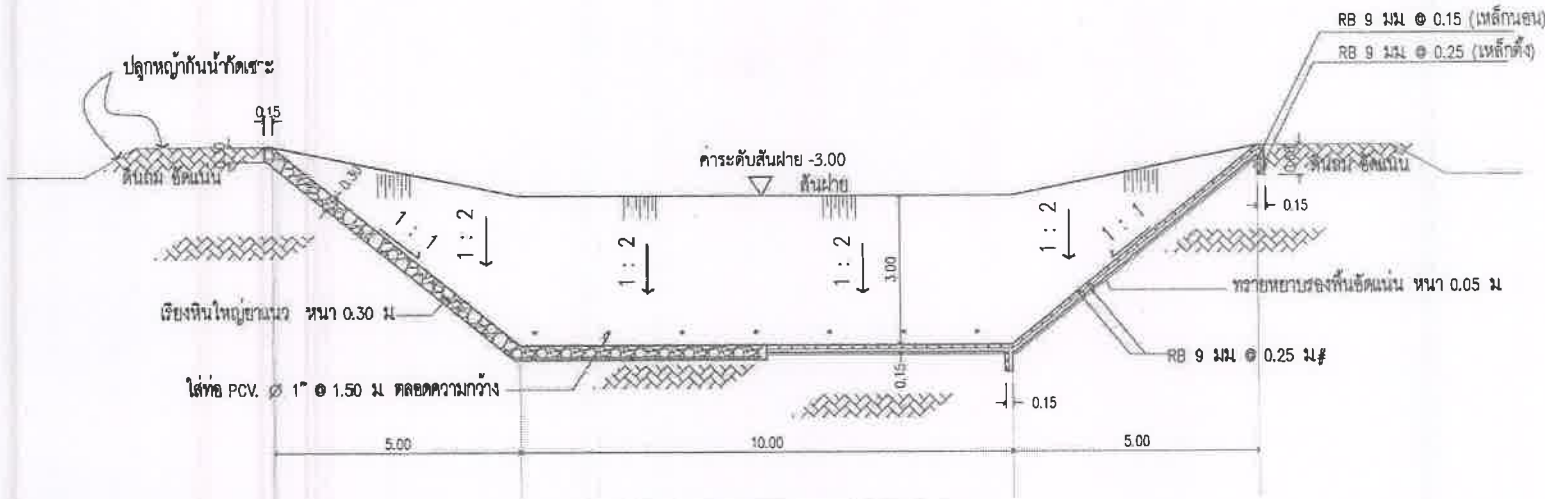 RB 9 มม. @ 0.15 (เหล็กนอน)
RB 9 มม. @ 0.25 (เหล็กตั้ง)
ปลูกหญ้ากันน้ำกัดเซาะ
0.15
ดินถม อัดแน่น
0.30
1 : 1
1 : 2
1 : 2
ค่าระดับสันฝาย -3.00
สันฝาย
1 : 2
3.00
1 : 2
1 : 1
ดินถม อัดแน่น
0.15
ทรายหยาบรองพื้นอัดแน่น หนา 0.05 ม
เรียงหินใหญ่ยาแนว หนา 0.30 ม
RB 9 มม @ 0.25 ม#
ใส่ท่อ PCV. Ø 1" @ 1.50 ม ตลอดความกว้าง
0.15
0.15
5.00
10.00
5.00